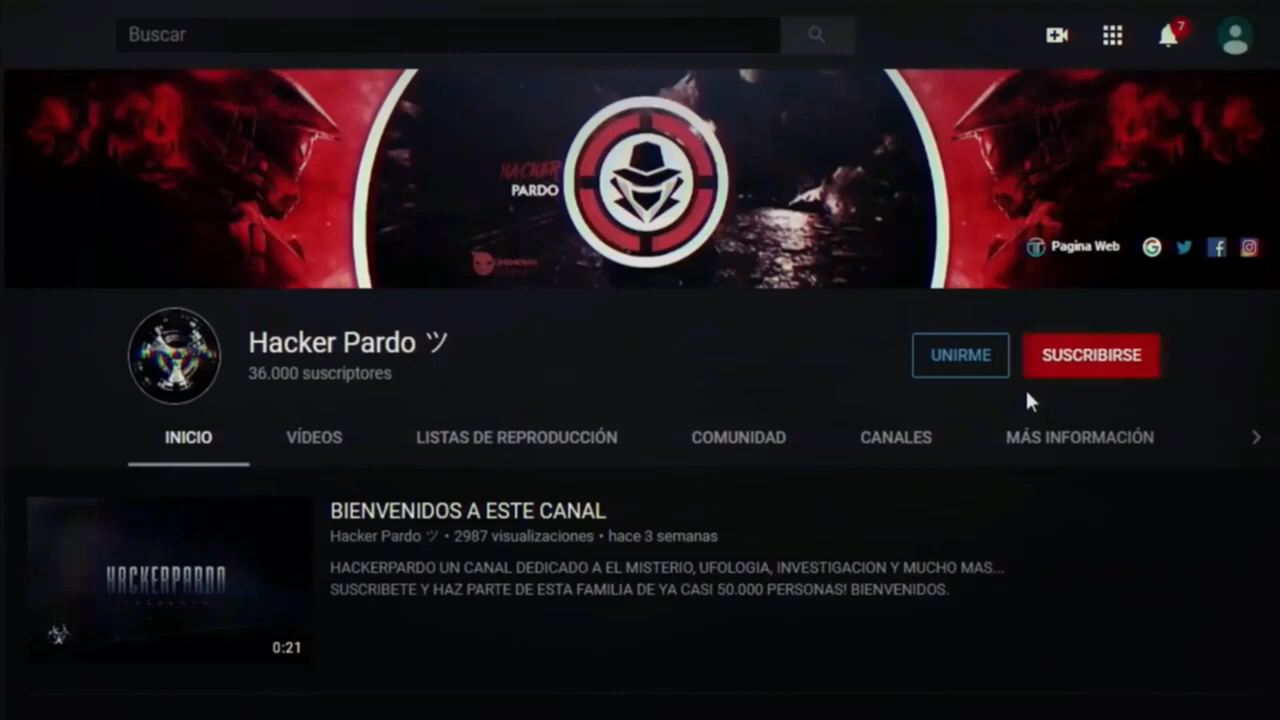 Buscar
7
HACKER
PARDO
Pagina Web
Hacker Pardo ツ
36.000 suscriptores
UNIRME
SUSCRIBIRSE
INICIO
VÍDEOS
LISTAS DE REPRODUCCIÓN
COMUNIDAD
CANALES
MÁS INFORMACIÓN
HACKERPARDO
0:21
BIENVENIDOS A ESTE CANAL
Hacker Pardo ツ • 2987 visualizaciones • hace 3 semanas
HACKERPARDO UN CANAL DEDICADO A EL MISTERIO, UFOLOGIA, INVESTIGACION Y MUCHO MAS...
SUSCRIBETE Y HAZ PARTE DE ESTA FAMILIA DE YA CASI 50.000 PERSONAS! BIENVENIDOS.